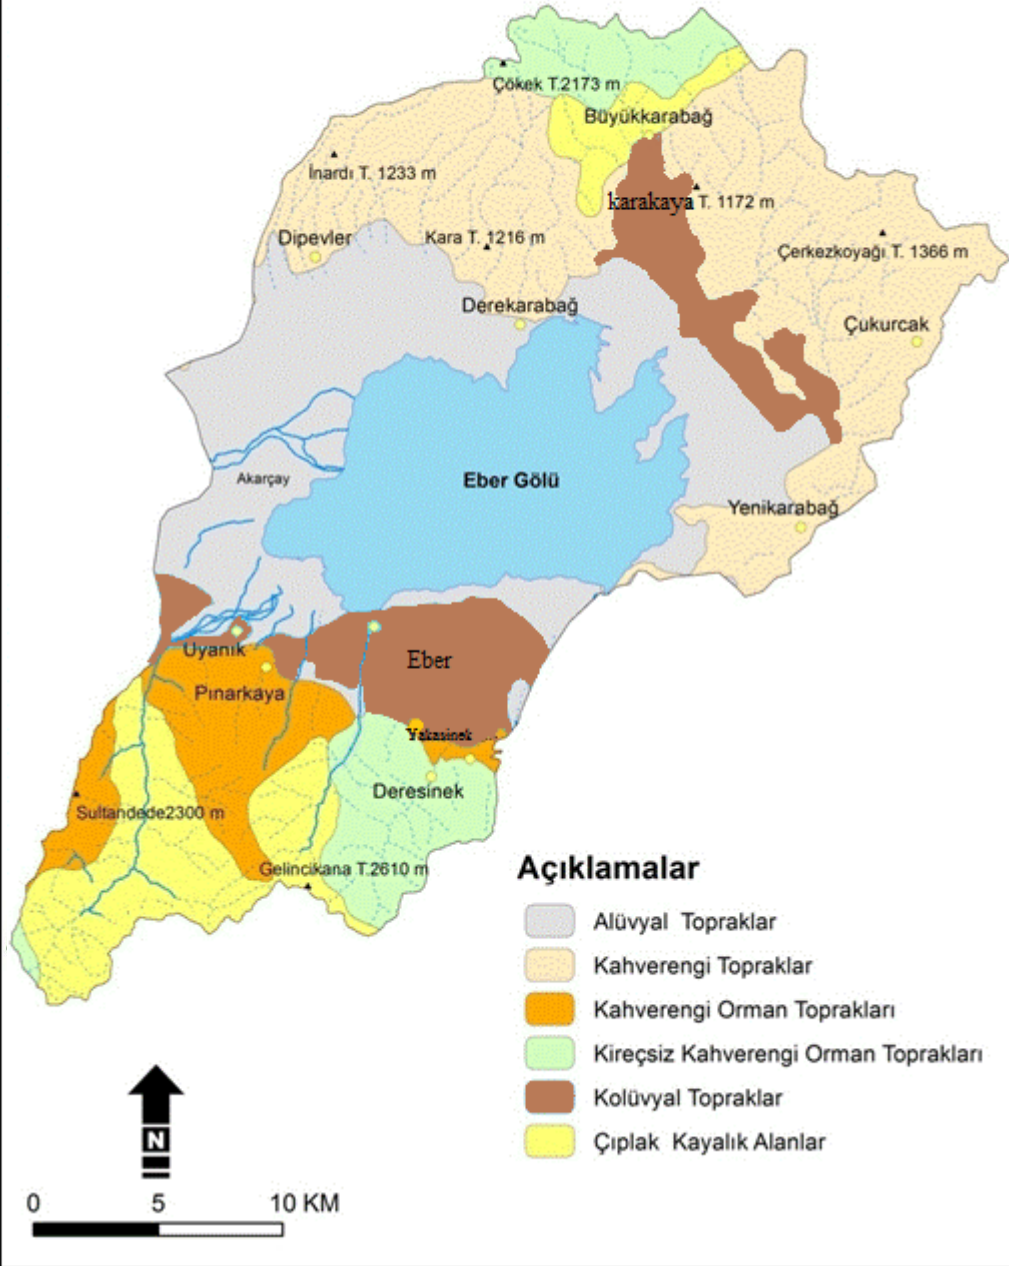 Çökek T.2173 m
Büyükkarabağ
İnardı T. 1233 m
karakaya T. 1172 m
Dipevler
Kara T. 1216 m
Çerkezkoyağı T. 1366 m
Derekarabağ
Çukurcak
Akarçay
Eber Gölü
Yenikarabağ
Uyanık
Eber
Pınarkaya
Yakasinek
Deresinek
Sultandede2300 m
Gelincikana T.2610 m
Açıklamalar
Alüvyal Topraklar
Kahverengi Topraklar
Kahverengi Orman Toprakları
Kireçsiz Kahverengi Orman Toprakları
Kolüvyal Topraklar
Çıplak Kayalık Alanlar
N
0 5 10 KM